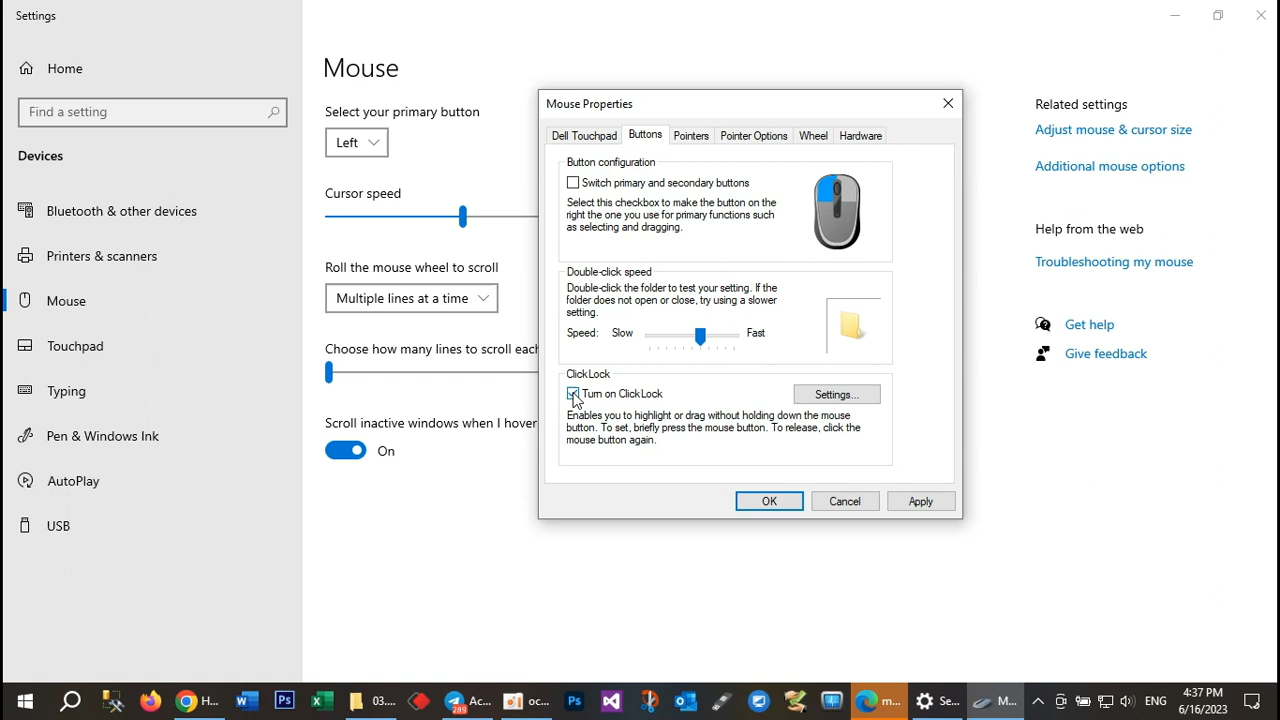 Settings
Home
Find a setting
Devices
Bluetooth & other devices
Printers & scanners
Mouse
Touchpad
Typing
Pen & Windows Ink
AutoPlay
USB
Mouse
Select your primary button
Left
Cursor speed
Roll the mouse wheel to scroll
Multiple lines at a time
Choose how many lines to scroll each
Scroll inactive windows when I hover
On
Mouse Properties
Dell Touchpad Buttons Pointers Pointer Options Wheel Hardware
Button configuration
Switch primary and secondary buttons
Select this checkbox to make the button on the
right the one you use for primary functions such
as selecting and dragging.
Double-click speed
Double-click the folder to test your setting. If the
folder does not open or close, try using a slower
setting.
Speed: Slow Fast
ClickLock
Turn on ClickLock Settings...
Enables you to highlight or drag without holding down the mouse
button. To set, briefly press the mouse button. To release, click the
mouse button again.
OK Cancel Apply
Related settings
Adjust mouse & cursor size
Additional mouse options
Help from the web
Troubleshooting my mouse
Get help
Give feedback
H... 03.... Ac... 289 oc... m... Se... M... ENG
4:37 PM
6/16/2023